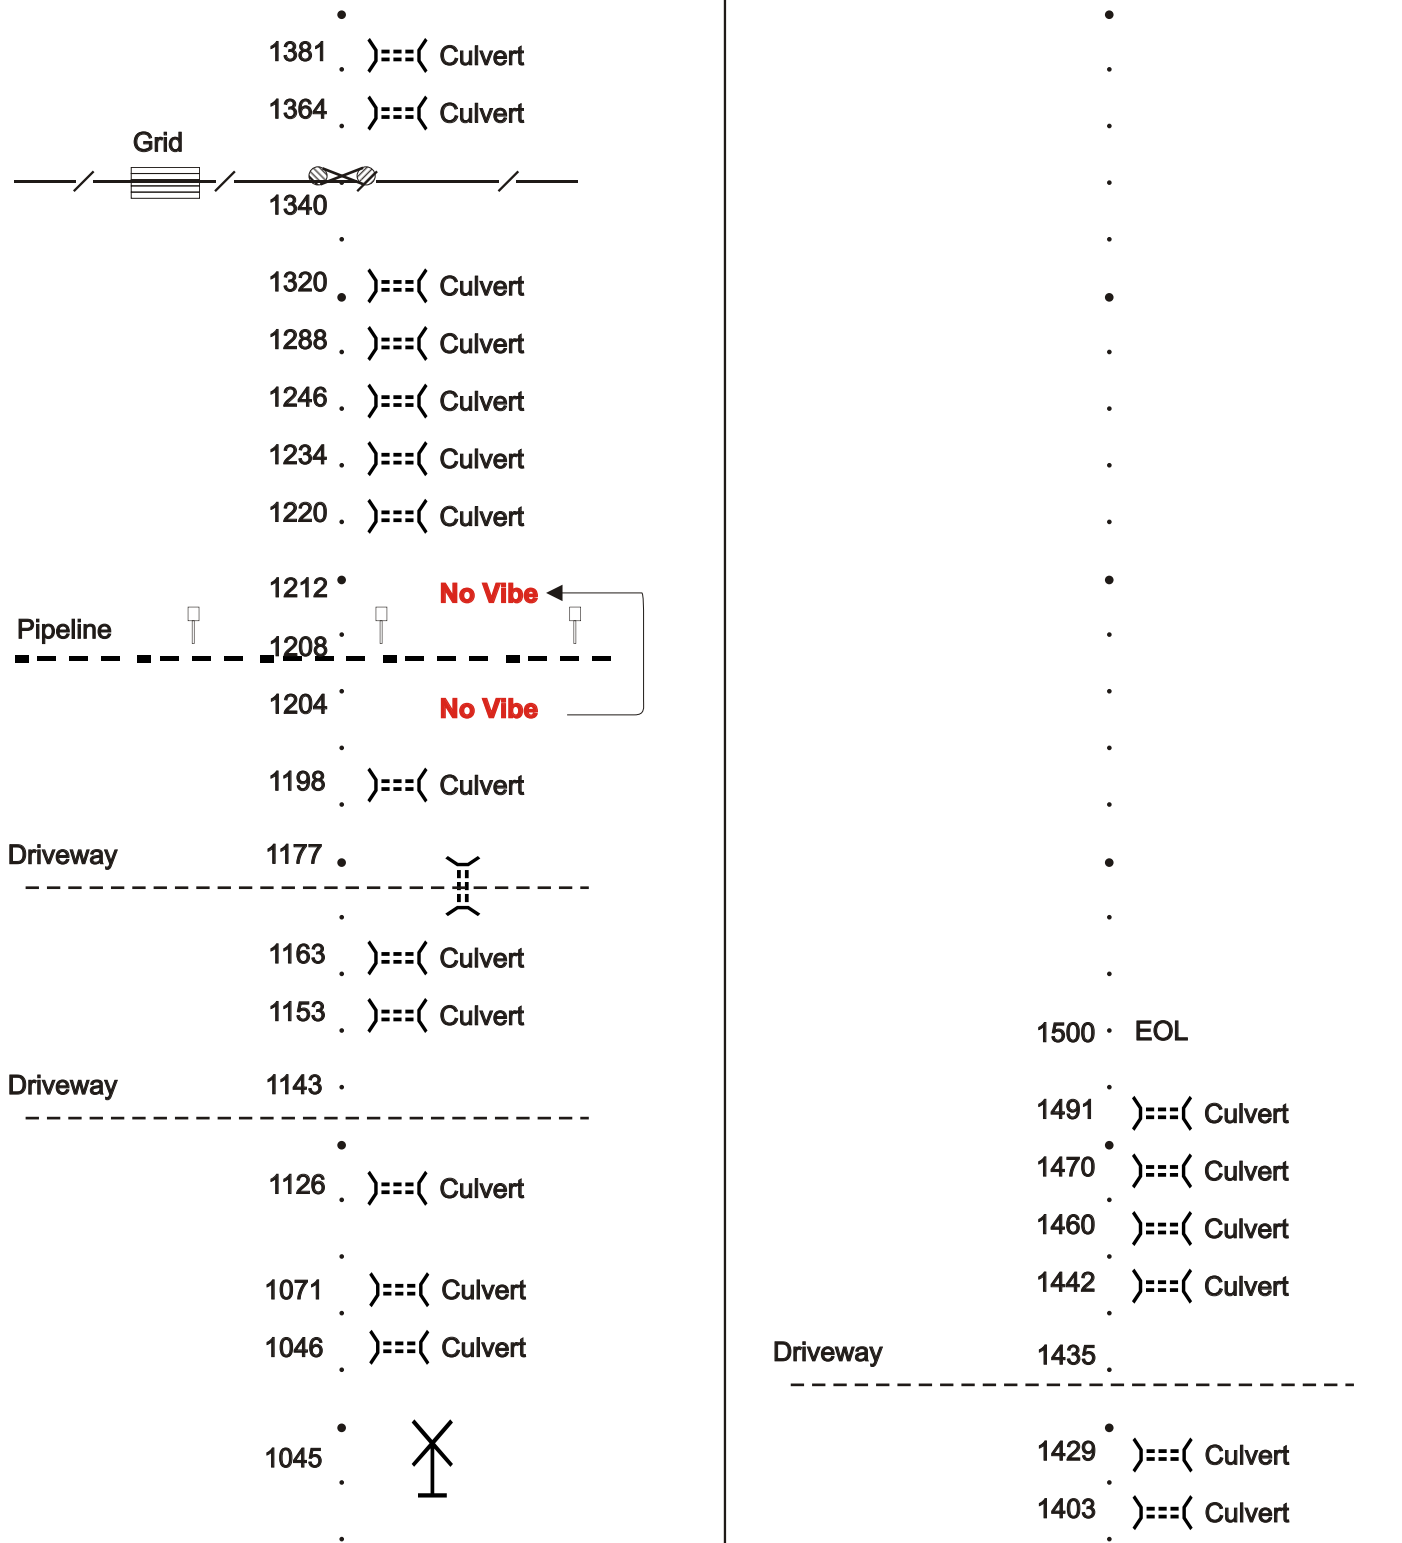 1381 Culvert
1364 Culvert
Grid
1340
1320 Culvert
1288 Culvert
1246 Culvert
1234 Culvert
1220 Culvert
1212 No Vibe
Pipeline 1208
1204 No Vibe
1198 Culvert
Driveway 1177
1163 Culvert
1153 Culvert
Driveway 1143
1126 Culvert
1071 Culvert
1046 Culvert
1045
1500 EOL
1491 Culvert
1470 Culvert
1460 Culvert
1442 Culvert
Driveway 1435
1429 Culvert
1403 Culvert